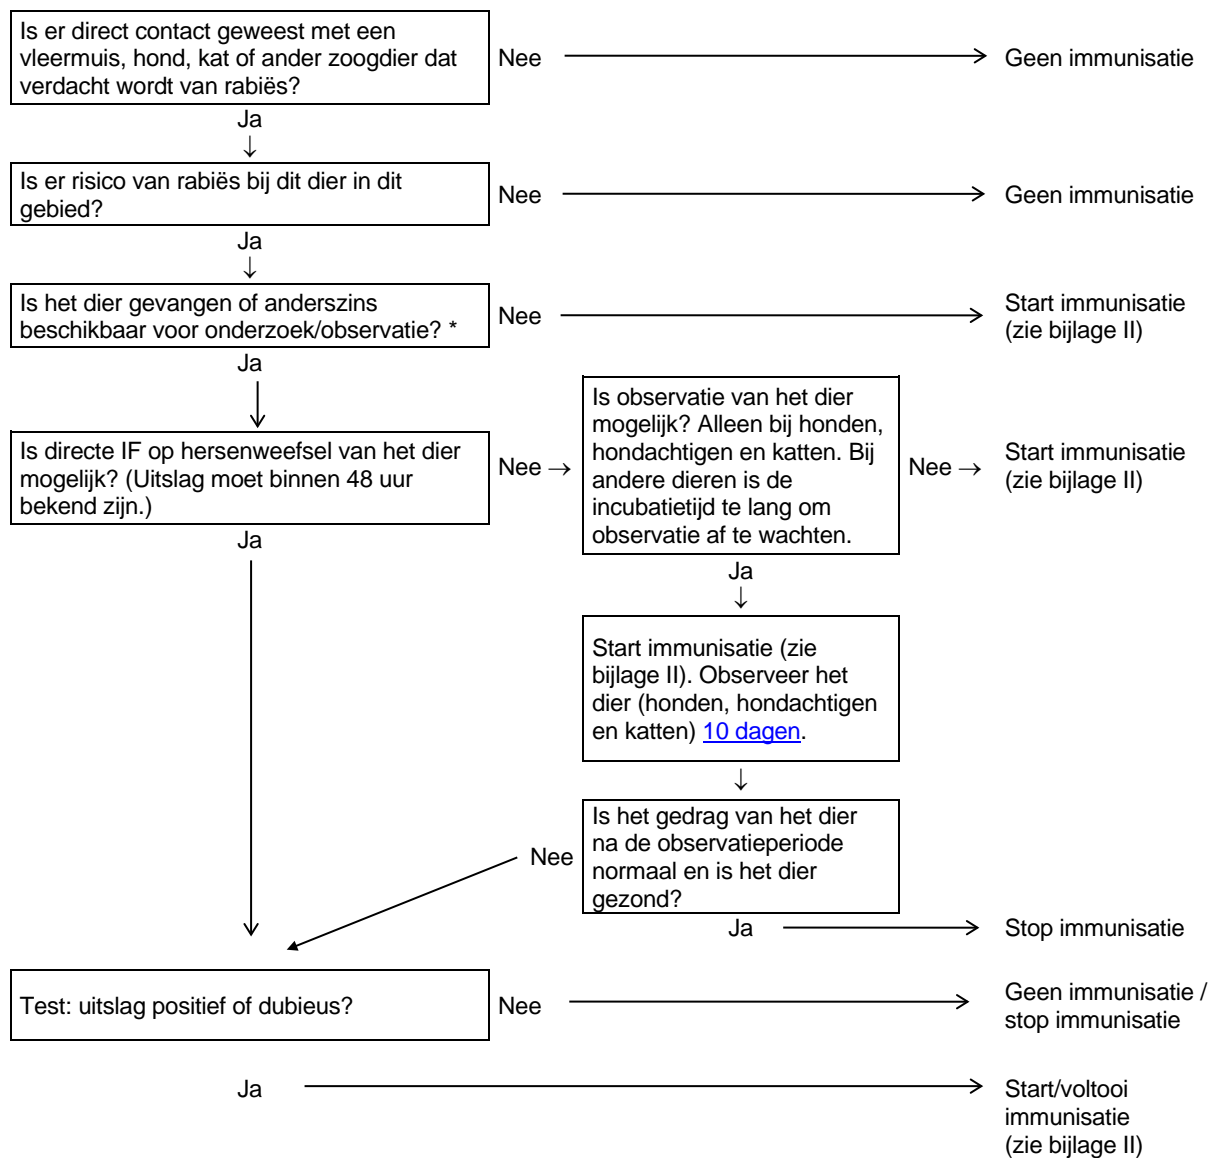 Is er direct contact geweest met een
vleermuis, hond, kat of ander zoogdier dat
verdacht wordt van rabiës?
Nee
Geen immunisatie
Ja
Is er risico van rabiës bij dit dier in dit
gebied?
Nee
Geen immunisatie
Ja
Is het dier gevangen of anderszins
beschikbaar voor onderzoek/observatie? *
Nee
Start immunisatie
(zie bijlage II)
Ja
Is directe IF op hersenweefsel van het dier
mogelijk? (Uitslag moet binnen 48 uur
bekend zijn.)
Nee →
Is observatie van het dier
mogelijk? Alleen bij honden,
hondachtigen en katten. Bij
andere dieren is de
incubatietijd te lang om
observatie af te wachten.
Nee →
Start immunisatie
(zie bijlage II)
Ja
Ja
Start immunisatie (zie
bijlage II). Observeer het
dier (honden, hondachtigen
en katten) 10 dagen.
Is het gedrag van het dier
na de observatieperiode
normaal en is het dier
gezond?
Nee
Ja
Stop immunisatie
Test: uitslag positief of dubieus?
Nee
Geen immunisatie /
stop immunisatie
Ja
Start/voltooi
immunisatie
(zie bijlage II)